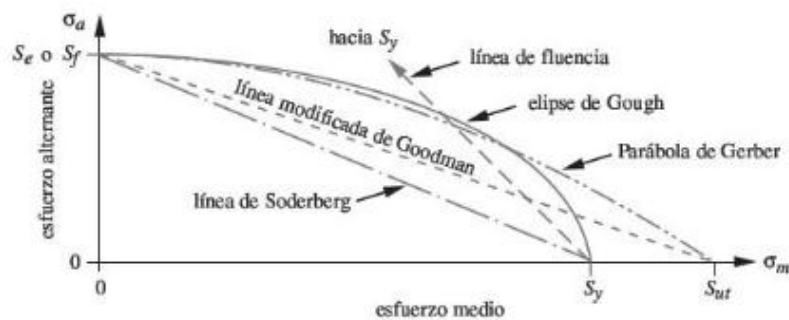 σₐ
hacia Sy
Sₑ o S_f
línea de fluencia
elipse de Gough
línea modificada de Goodman
Parábola de Gerber
línea de Soderberg
esfuerzo alternante
0
σₘ
0
Sy
Sut
esfuerzo medio